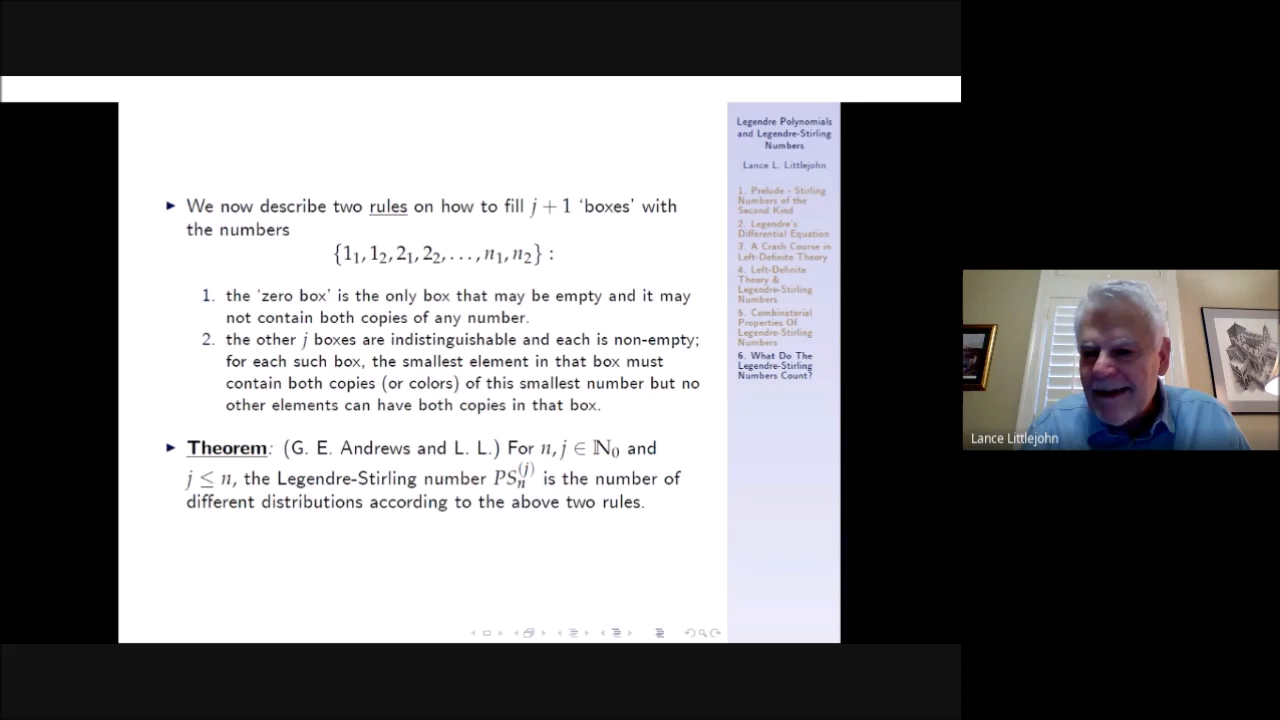 We now describe two rules on how to fill j + 1 ‘boxes’ with
the numbers
{1₁, 1₂, 2₁, 2₂, . . . , n₁, n₂} :
1. the ‘zero box’ is the only box that may be empty and it may
not contain both copies of any number.
2. the other j boxes are indistinguishable and each is non-empty;
for each such box, the smallest element in that box must
contain both copies (or colors) of this smallest number but no
other elements can have both copies in that box.
Theorem: (G. E. Andrews and L. L.) For n, j ∈ ℕ₀ and
j ≤ n, the Legendre-Stirling number PSₙ⁽ʲ⁾ is the number of
different distributions according to the above two rules.
Legendre Polynomials
and Legendre-Stirling
Numbers
Lance L. Littlejohn
1. Prelude - Stirling
Numbers of the
Second Kind
2. Legendre's
Differential Equation
3. A Crash Course in
Left-Definite Theory
4. Left-Definite
Theory &
Legendre-Stirling
Numbers
5. Combinatorial
Properties Of
Legendre-Stirling
Numbers
6. What Do The
Legendre-Stirling
Numbers Count?
Lance Littlejohn